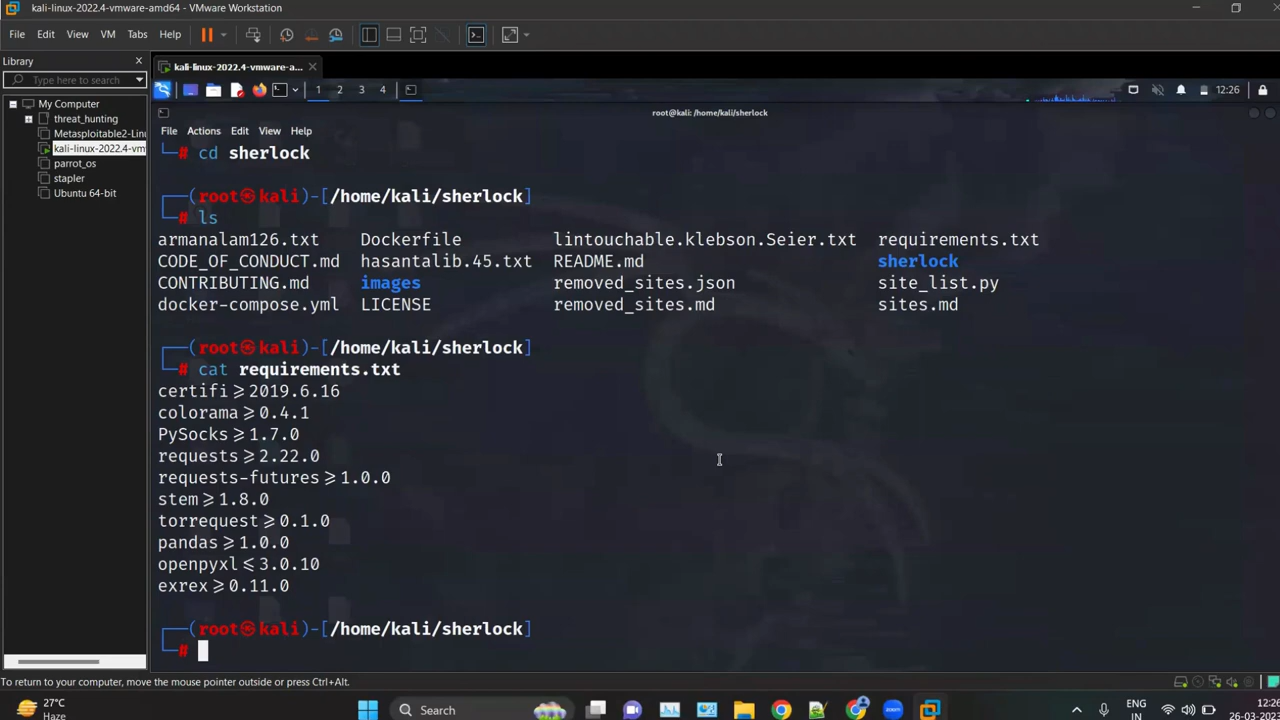 kali-linux-2022.4-vmware-amd64 - VMware Workstation
File Edit View VM Tabs Help
Library
Type here to search
My Computer
threat_hunting
Metasploitable2-Linu
kali-linux-2022.4-vm
parrot_os
stapler
Ubuntu 64-bit
kali-linux-2022.4-vmware-a...
1 2 3 4
12:26
root@kali: /home/kali/sherlock
File Actions Edit View Help
└─# cd sherlock
┌──(root㉿kali)-[/home/kali/sherlock]
└─# ls
armanalam126.txt Dockerfile lintouchable.klebson.Seier.txt requirements.txt
CODE_OF_CONDUCT.md hasantalib.45.txt README.md sherlock
CONTRIBUTING.md images removed_sites.json site_list.py
docker-compose.yml LICENSE removed_sites.md sites.md
┌──(root㉿kali)-[/home/kali/sherlock]
└─# cat requirements.txt
certifi≥2019.6.16
colorama≥0.4.1
PySocks≥1.7.0
requests≥2.22.0
requests-futures≥1.0.0
stem≥1.8.0
torrequest≥0.1.0
pandas≥1.0.0
openpyxl≤3.0.10
exrex≥0.11.0
┌──(root㉿kali)-[/home/kali/sherlock]
└─#
To return to your computer, move the mouse pointer outside or press Ctrl+Alt.
27°C
Haze
Search
ENG
IN
12:26
26-03-2023